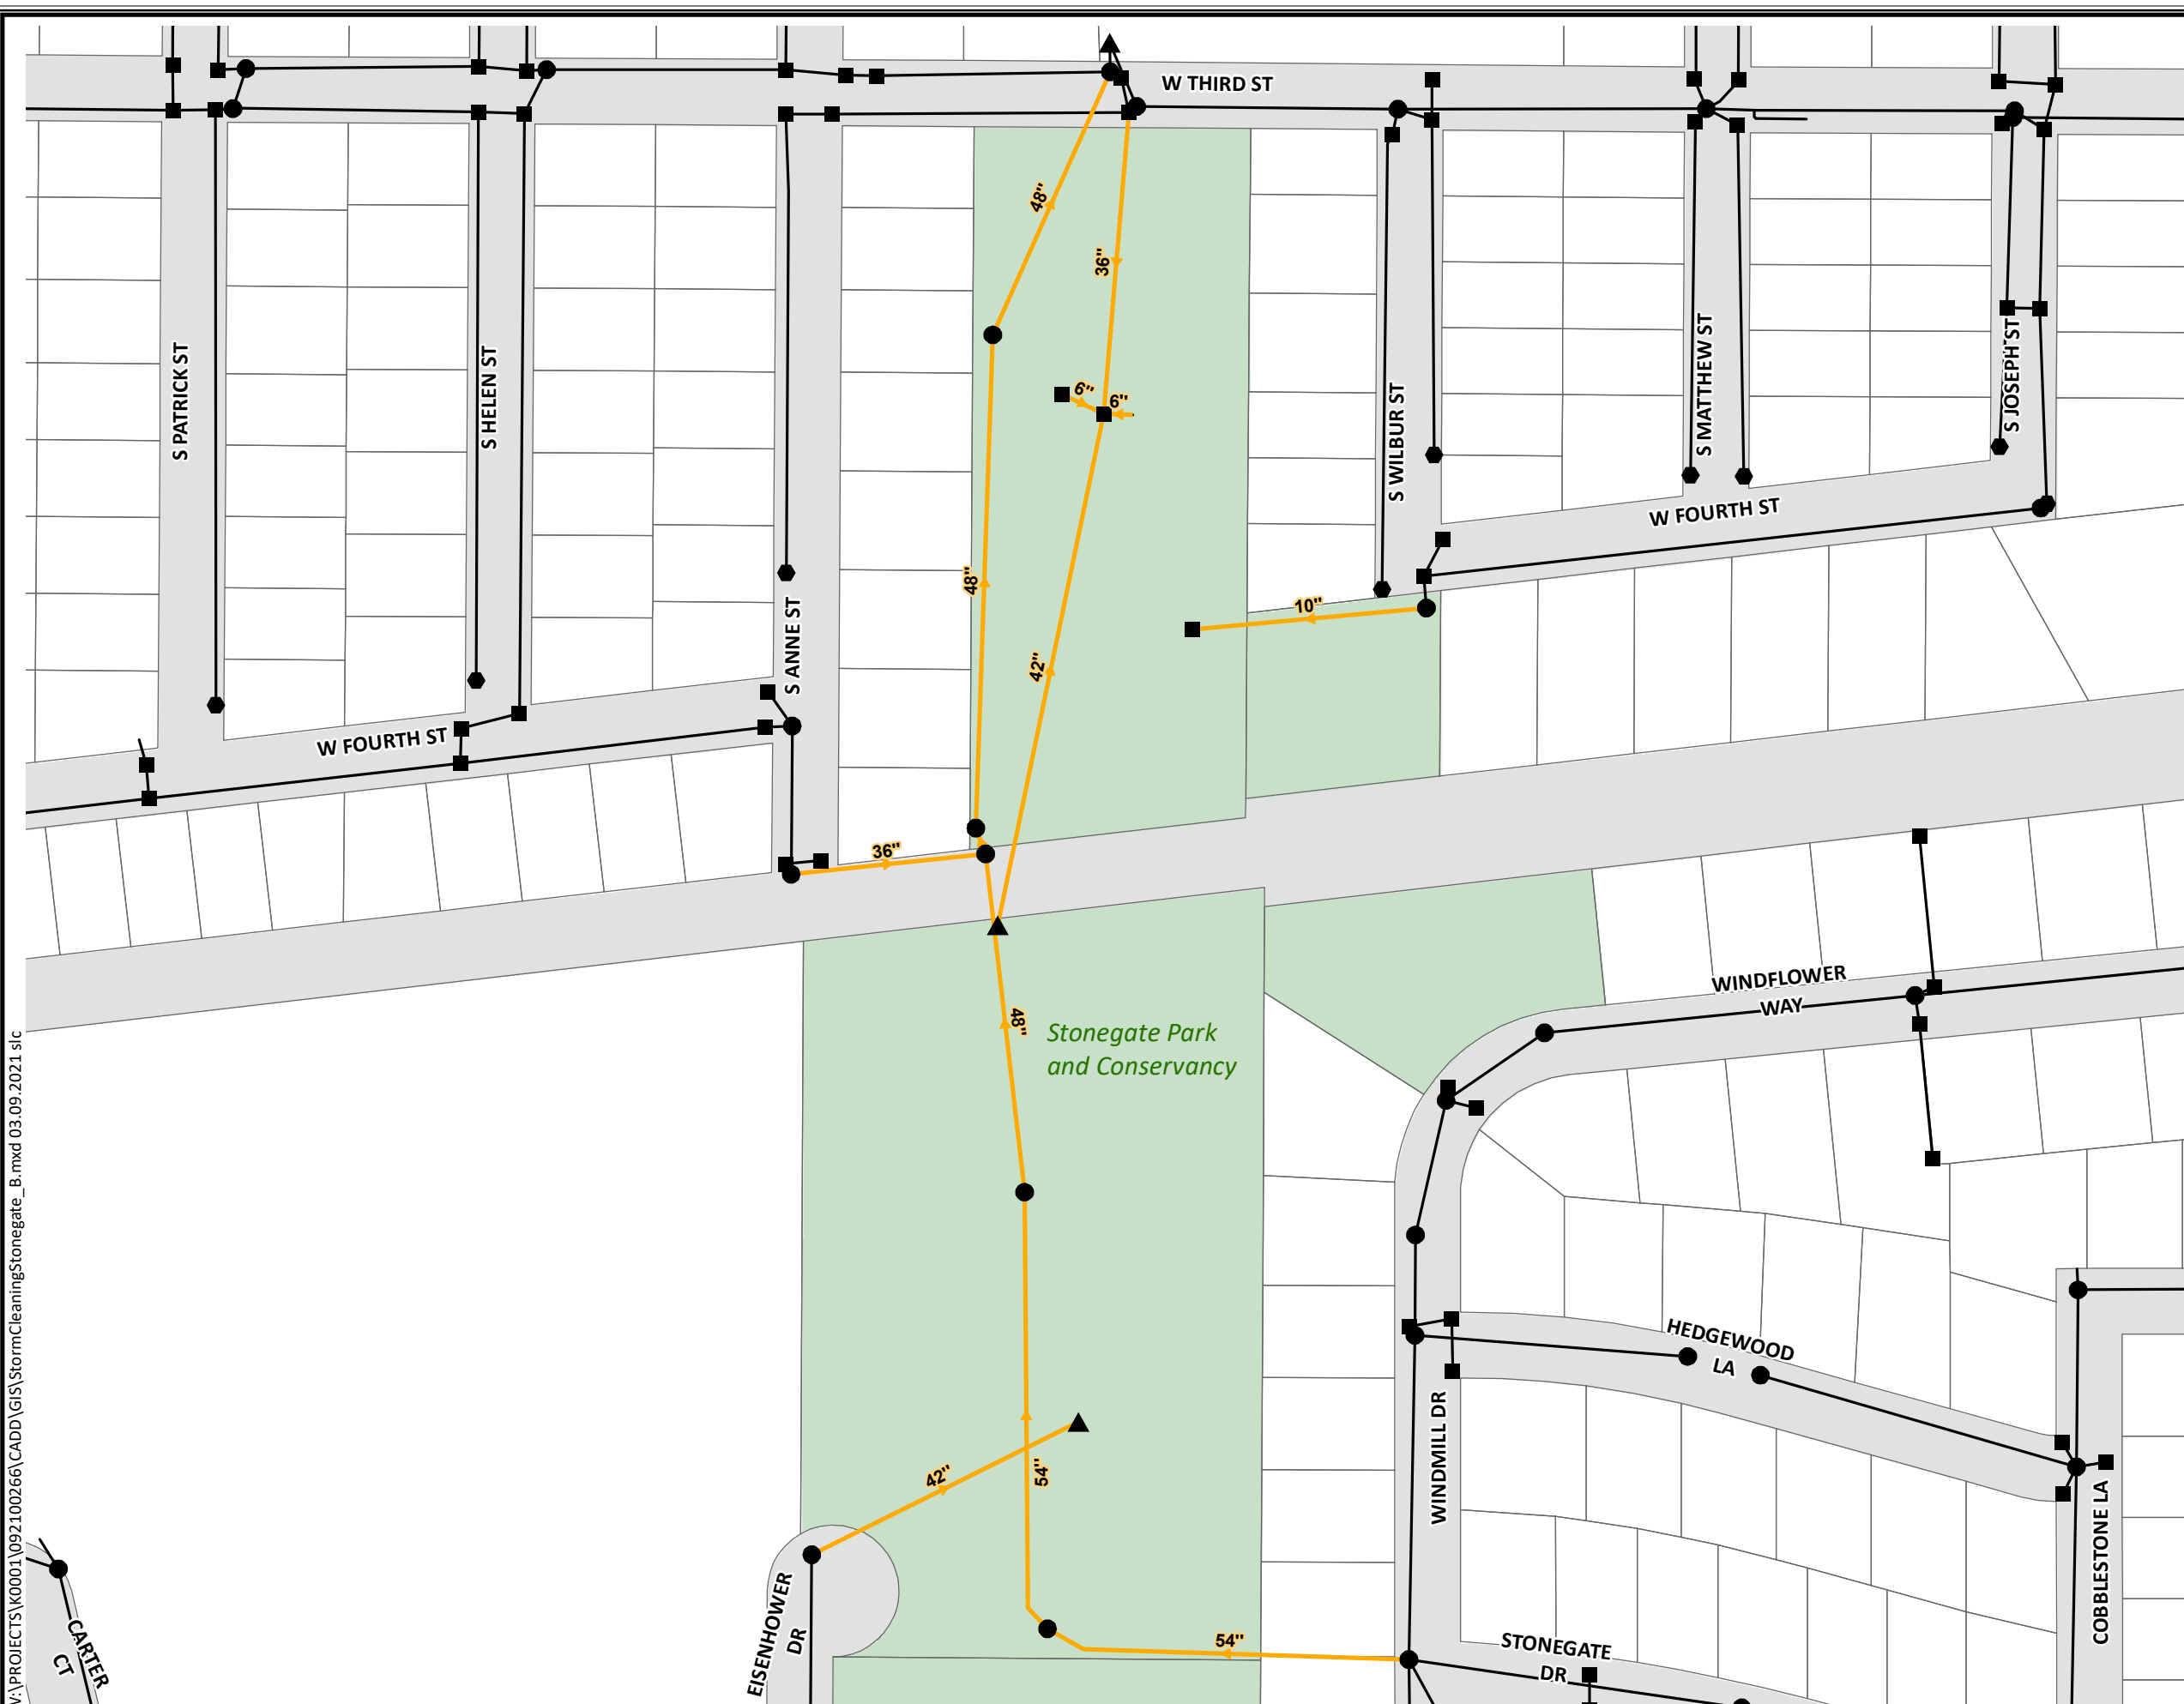 W THIRD ST
48"
36"
S PATRICK ST
S HELEN ST
6"
6"
S WILBUR ST
S MATTHEW ST
S JOSEPH ST
W FOURTH ST
48"
10"
S ANNE ST
42"
W FOURTH ST
36"
WINDFLOWER
WAY
48"
Stonegate Park
and Conservancy
V:\PROJECTS\K0001\092100266\CADD\GIS\StormCleaningStonegate_B.mxd 03.09.2021 slc
HEDGEWOOD
LA
WINDMILL DR
42"
54"
COBBLESTONE LA
EISENHOWER
DR
CARTER
CT
54"
STONEGATE
DR